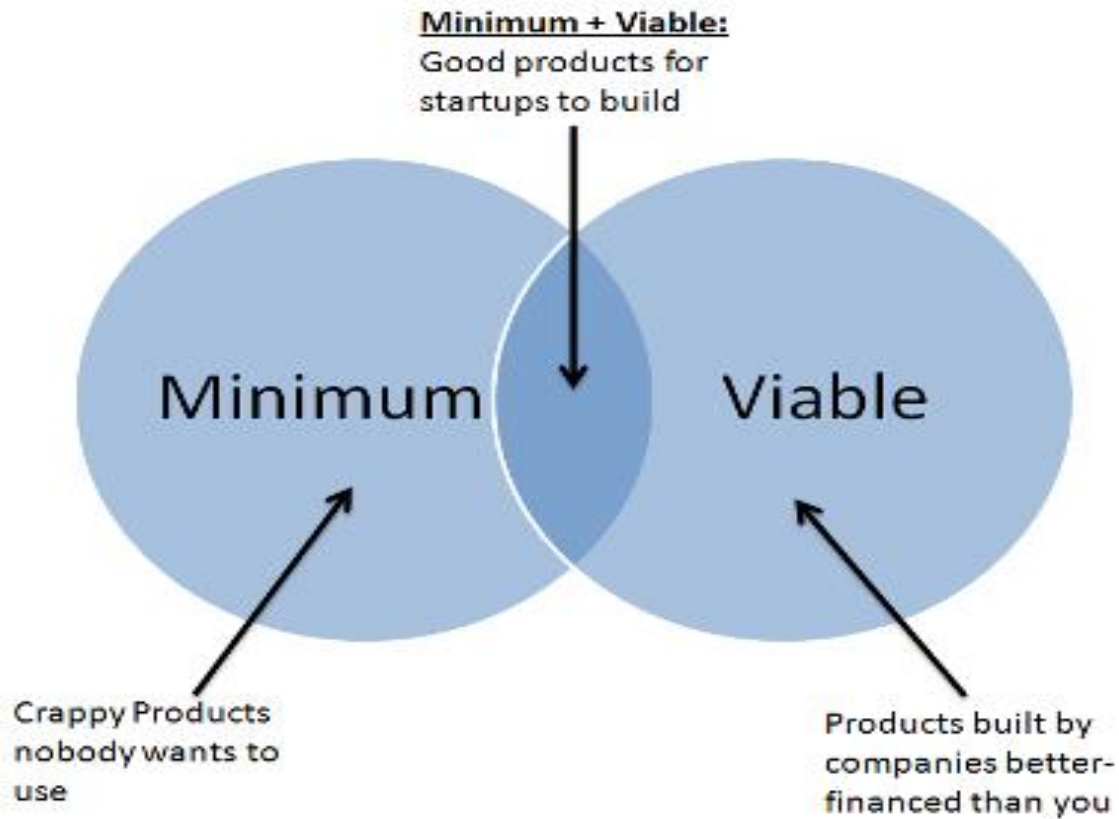 Minimum + Viable:
Good products for
startups to build
Minimum
Viable
Crappy Products
nobody wants to
use
Products built by
companies better-
financed than you